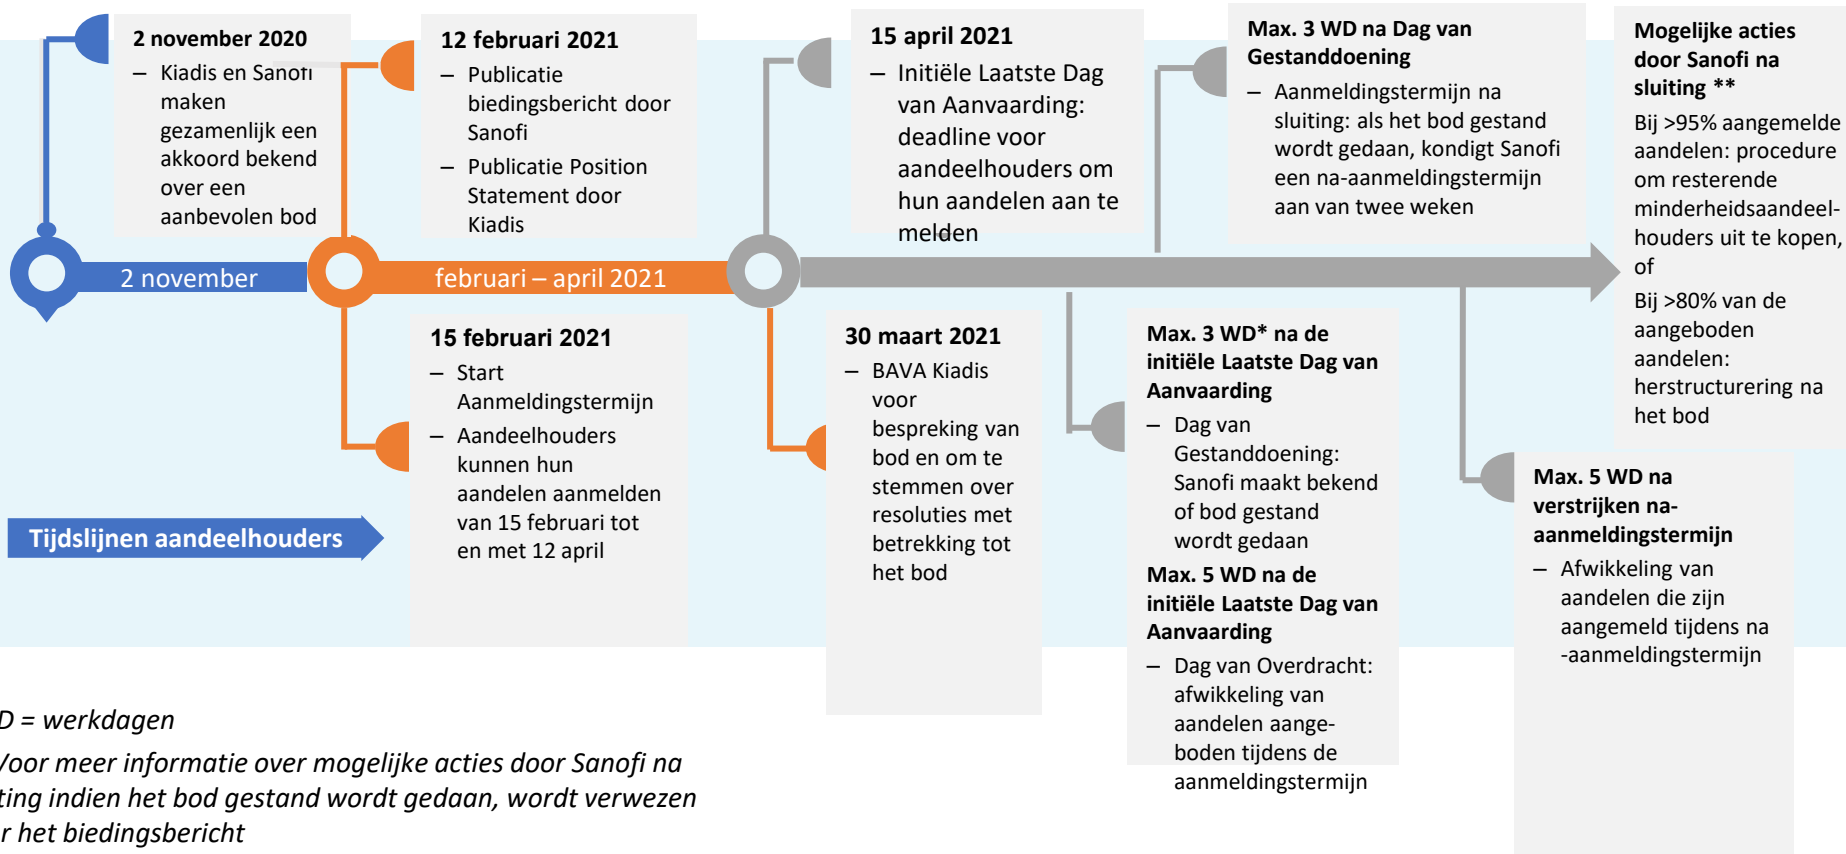 2 november 2020
– Kiadis en Sanofi
maken
gezamenlijk een
akkoord bekend
over een
aanbevolen bod
12 februari 2021
– Publicatie
biedingsbericht door
Sanofi
– Publicatie Position
Statement door
Kiadis
15 april 2021
– Initiële Laatste Dag
van Aanvaarding:
deadline voor
aandeelhouders om
hun aandelen aan te
melden
Max. 3 WD na Dag van
Gestanddoening
– Aanmeldingstermijn na
sluiting: als het bod gestand
wordt gedaan, kondigt Sanofi
een na-aanmeldingstermijn
aan van twee weken
Mogelijke acties
door Sanofi na
sluiting **
Bij >95% aangemelde
aandelen: procedure
om resterende
minderheidsaandeel-
houders uit te kopen,
of
Bij >80% van de
aangeboden
aandelen:
herstructurering na
het bod
2 november
februari – april 2021
15 februari 2021
– Start
Aanmeldingstermijn
– Aandeelhouders
kunnen hun
aandelen aanmelden
van 15 februari tot
en met 12 april
30 maart 2021
– BAVA Kiadis
voor
bespreking van
bod en om te
stemmen over
resoluties met
betrekking tot
het bod
Max. 3 WD* na de
initiële Laatste Dag van
Aanvaarding
– Dag van
Gestanddoening:
Sanofi maakt bekend
of bod gestand
wordt gedaan
Max. 5 WD na de
initiële Laatste Dag van
Aanvaarding
– Dag van Overdracht:
afwikkeling van
aandelen aange-
boden tijdens de
aanmeldingstermijn
Max. 5 WD na
verstrijken na-
aanmeldingstermijn
– Afwikkeling van
aandelen die zijn
aangemeld tijdens na
-aanmeldingstermijn
Tijdslijnen aandeelhouders
D = werkdagen
Voor meer informatie over mogelijke acties door Sanofi na
ting indien het bod gestand wordt gedaan, wordt verwezen
r het biedingsbericht